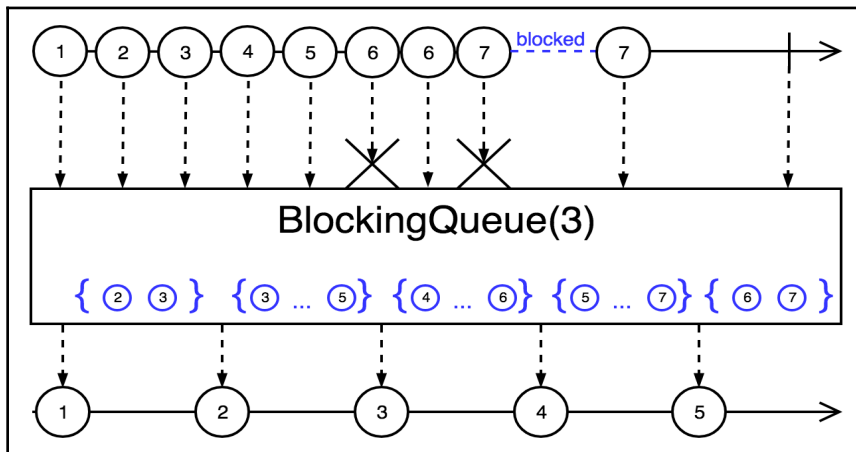 1 2 3 4 5 6 6 7 blocked 7
BlockingQueue(3)
{ 2 3 } {3 ... 5} {4 ... 6} {5 ... 7} { 6 7 }
1 2 3 4 5